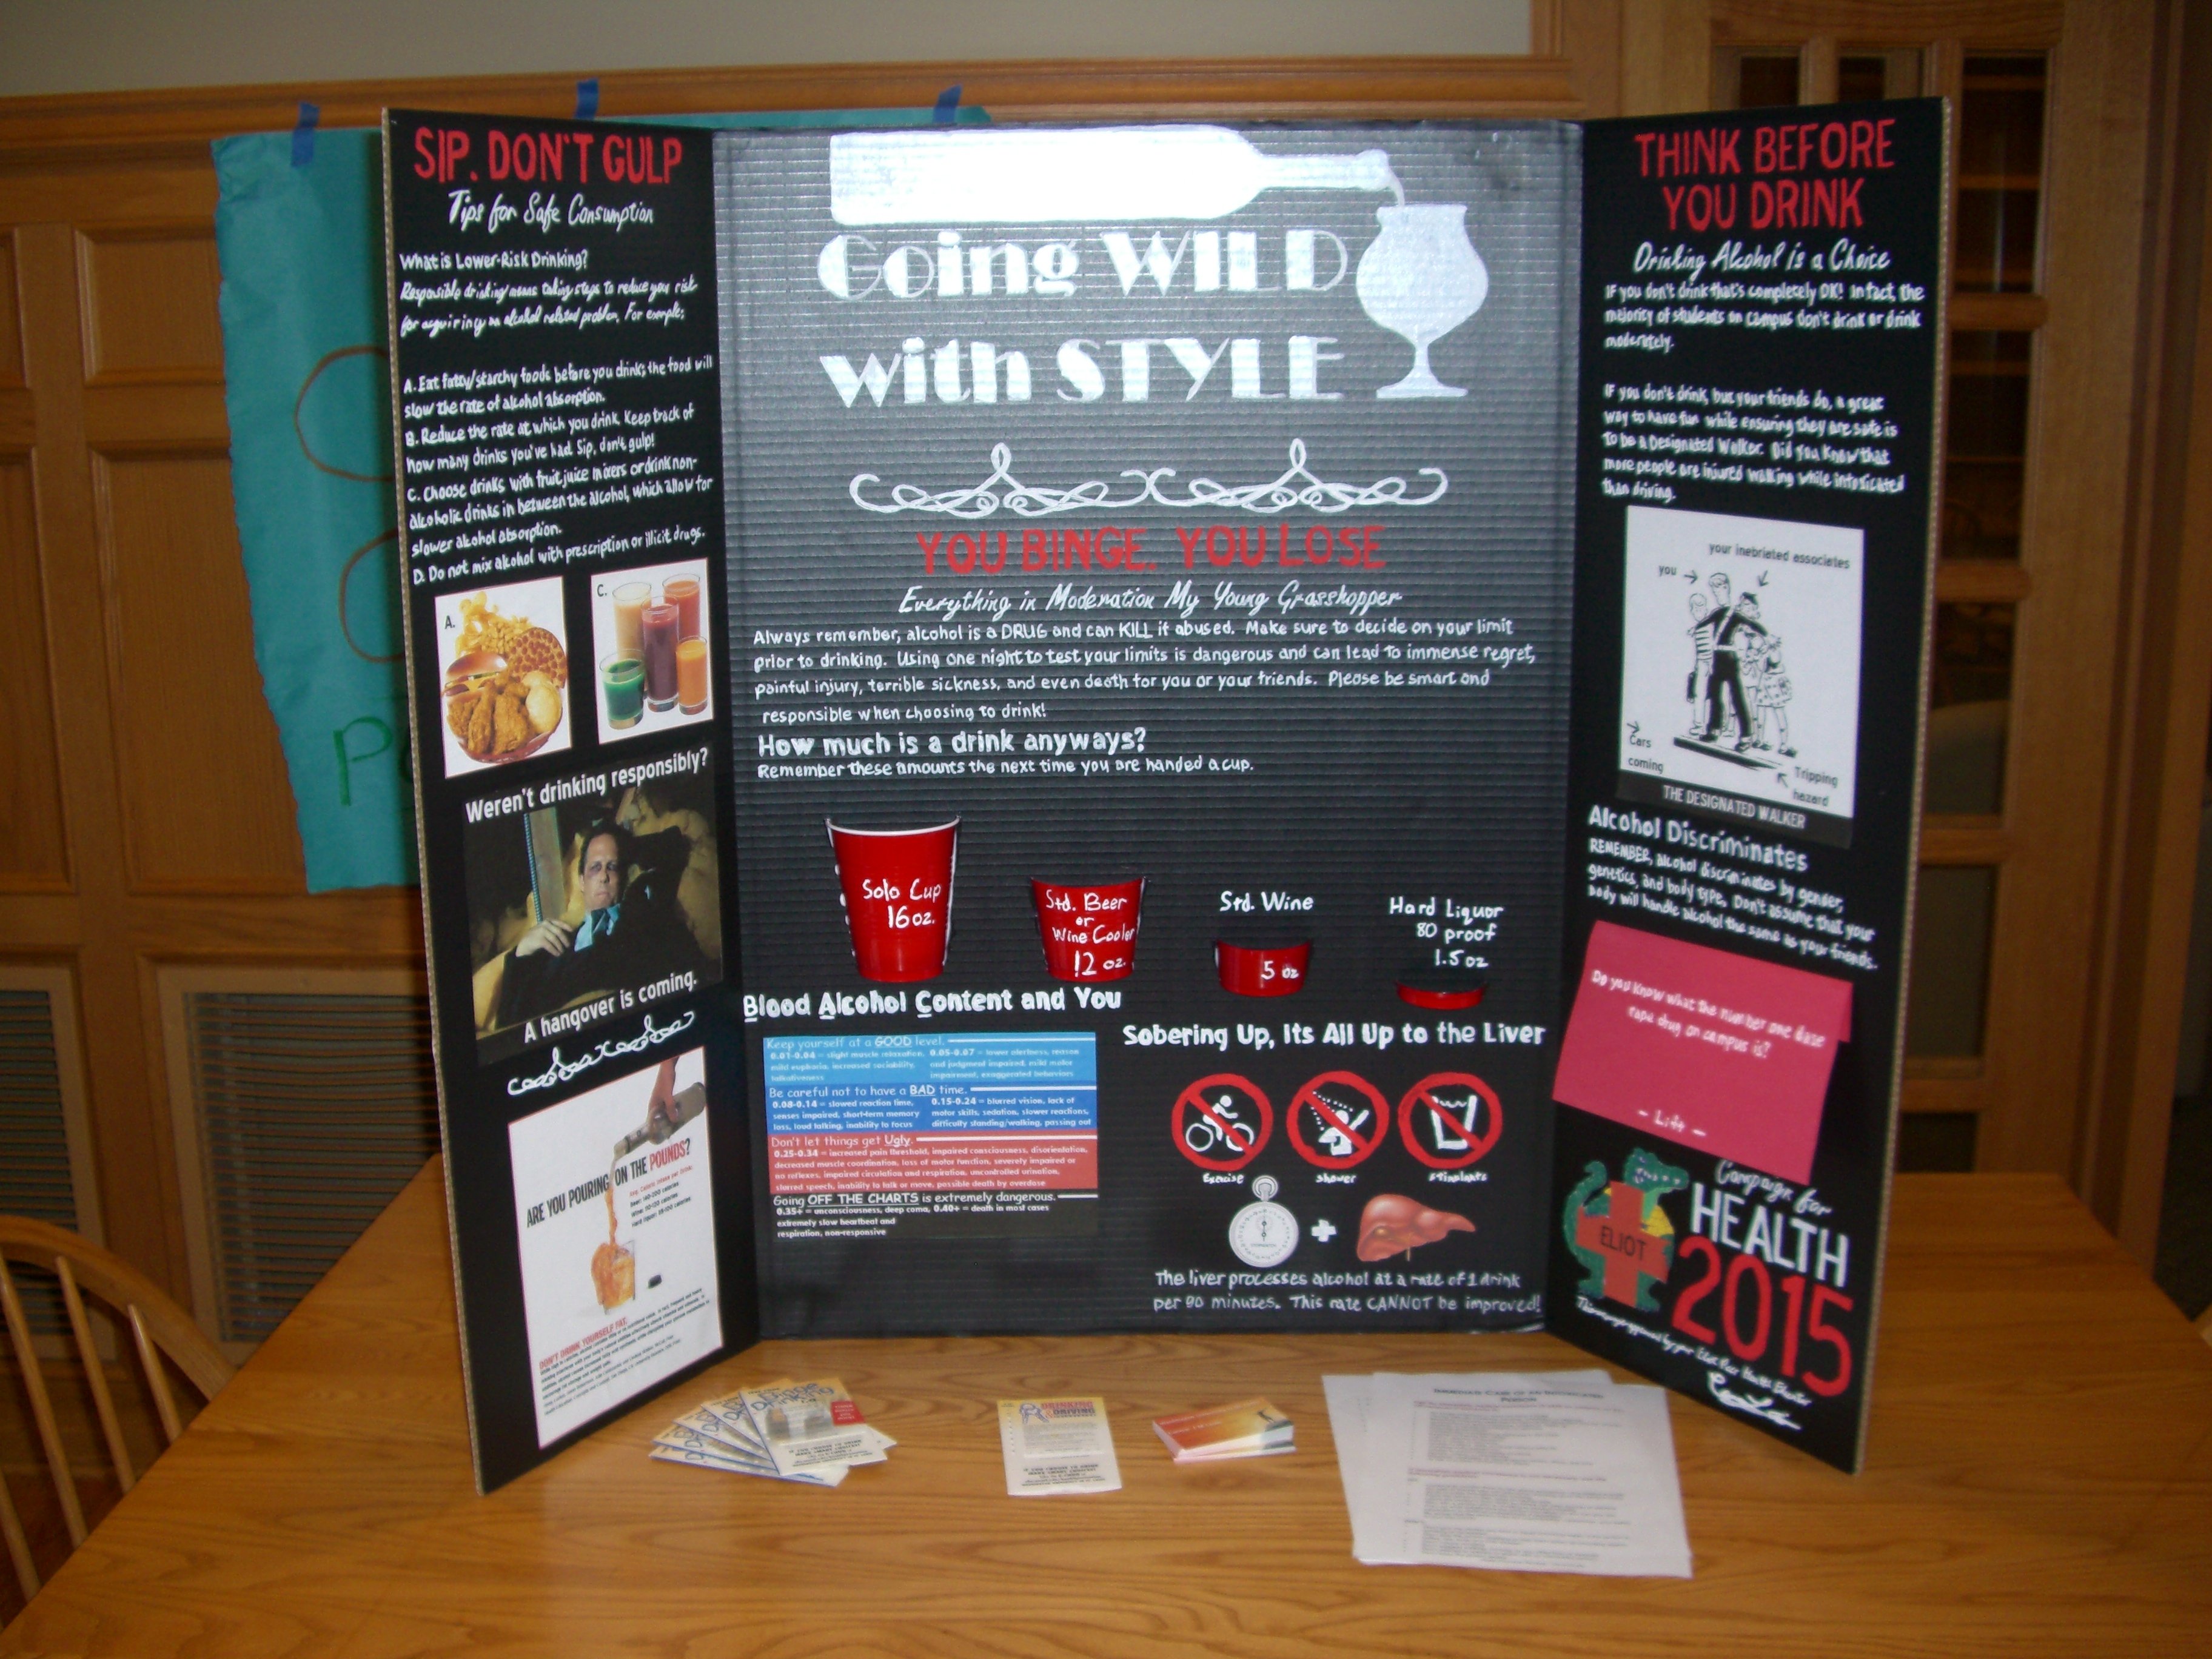 SIP. DON'T GULP
Tips for Safe Consumption
What is Lower-Risk Drinking?
Responsible drinking means taking steps to reduce your risk
for acquiring an alcohol related problem. For example:
A. Eat fatty/starchy foods before you drink; the food will
slow the rate of alcohol absorption.
B. Reduce the rate at which you drink. Keep track of
how many drinks you've had. Sip, don't gulp!
C. Choose drinks with fruit juice mixers or drink non-
alcoholic drinks in between the alcohol, which allow for
slower alcohol absorption.
D. Do not mix alcohol with prescription or illicit drugs.
A.
C.
Weren't drinking responsibly?
A hangover is coming.
ARE YOU POURING ON THE POUNDS?
DON'T DRINK YOURSELF FAT.
Going WILD
with STYLE
YOU BINGE. YOU LOSE
Everything in Moderation My Young Grasshopper
Always remember, alcohol is a DRUG and can KILL if abused. Make sure to decide on your limit
prior to drinking. Using one night to test your limits is dangerous and can lead to immense regret,
painful injury, terrible sickness, and even death for you or your friends. Please be smart and
responsible when choosing to drink!
How much is a drink anyways?
Remember these amounts the next time you are handed a cup.
Solo Cup
16 oz.
Std. Beer
or
Wine Cooler
12 oz.
Std. Wine
5 oz
Hard Liquor
80 proof
1.5 oz
Blood Alcohol Content and You
Keep yourself at a GOOD level.
0.01-0.04 = slight muscle relaxation,
mild euphoria, increased sociability,
talkativeness
0.05-0.07 = lower alertness, reason
and judgment impaired, mild motor
impairment, exaggerated behaviors
Be careful not to have a BAD time.
0.08-0.14 = slowed reaction time,
senses impaired, short-term memory
loss, loud talking, inability to focus
0.15-0.24 = blurred vision, lack of
motor skills, sedation, slower reactions,
difficulty standing/walking, passing out
Don't let things get Ugly.
0.25-0.34 = increased pain threshold, impaired consciousness, disorientation,
decreased muscle coordination, loss of motor function, severely impaired or
no reflexes, impaired circulation and respiration, uncontrolled urination,
slurred speech, inability to talk or move, possible death by overdose
Going OFF THE CHARTS is extremely dangerous.
0.35+ = unconsciousness, deep coma, 0.40+ = death in most cases
extremely slow heartbeat and
respiration, non-responsive
Sobering Up, Its All Up to the Liver
Exercise
shower
stimulants
The liver processes alcohol at a rate of 1 drink
per 90 minutes. This rate CANNOT be improved!
THINK BEFORE
YOU DRINK
Drinking Alcohol is a Choice
IF you don't drink that's completely OK! In fact, the
majority of students on campus don't drink or drink
moderately.
IF you don't drink, but your friends do, a great
way to have fun while ensuring they are safe is
To be a Designated Walker. Did You Know that
more people are injured walking while intoxicated
than driving.
your inebrieted associates
you
Cars
coming
Tripping
hazard
THE DESIGNATED WALKER
Alcohol Discriminates
REMEMBER, alcohol discriminates by gender,
genetics, and body type. Don't assume that your
body will handle alcohol the same as your friends.
Do you Know what the number one date
rape drug on campus is?
- Lift -
ELIOT
Campaign for
HEALTH
2015
Binge
Drinking
DRINKING
DRIVING